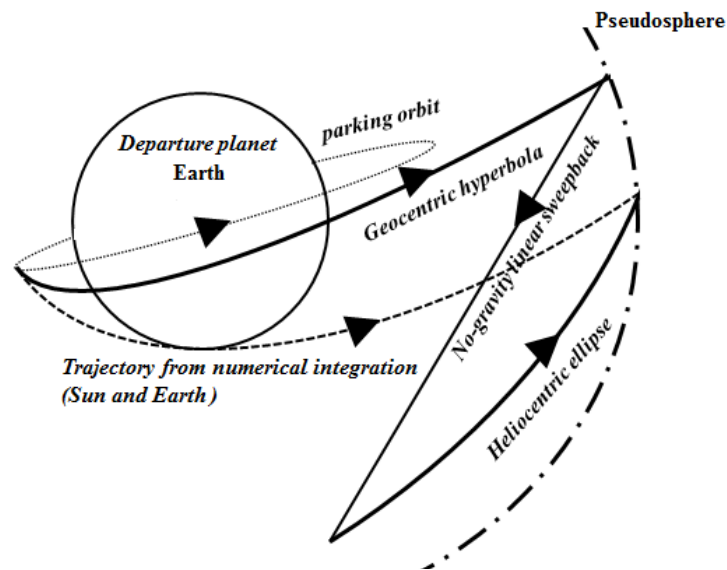 Pseudosphere
parking orbit
Departure planet
Earth
Geocentric hyperbola
No-gravity linear sweepback
Trajectory from numerical integration
(Sun and Earth )
Heliocentric ellipse